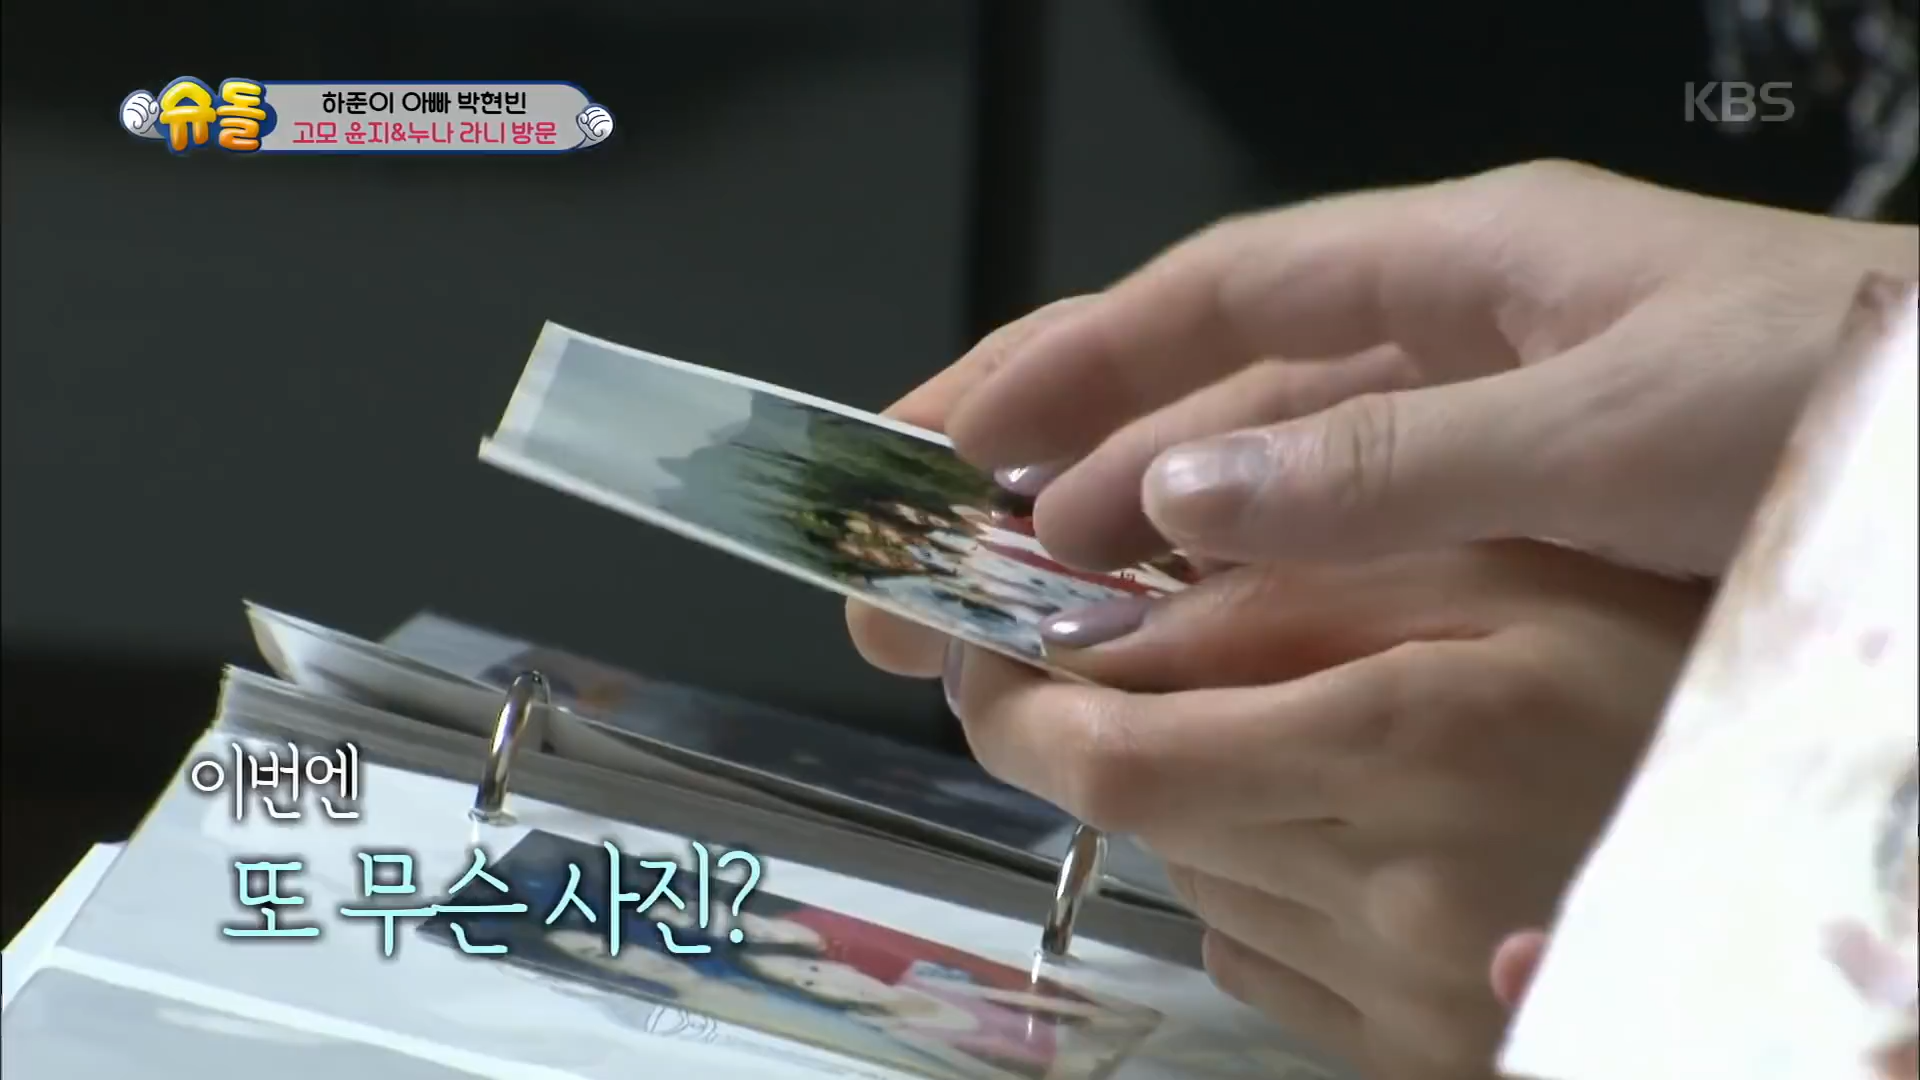 슈돌
하준이 아빠 박현빈
고모 윤지&누나 라니 방문
KBS
이번엔
또 무슨 사진?